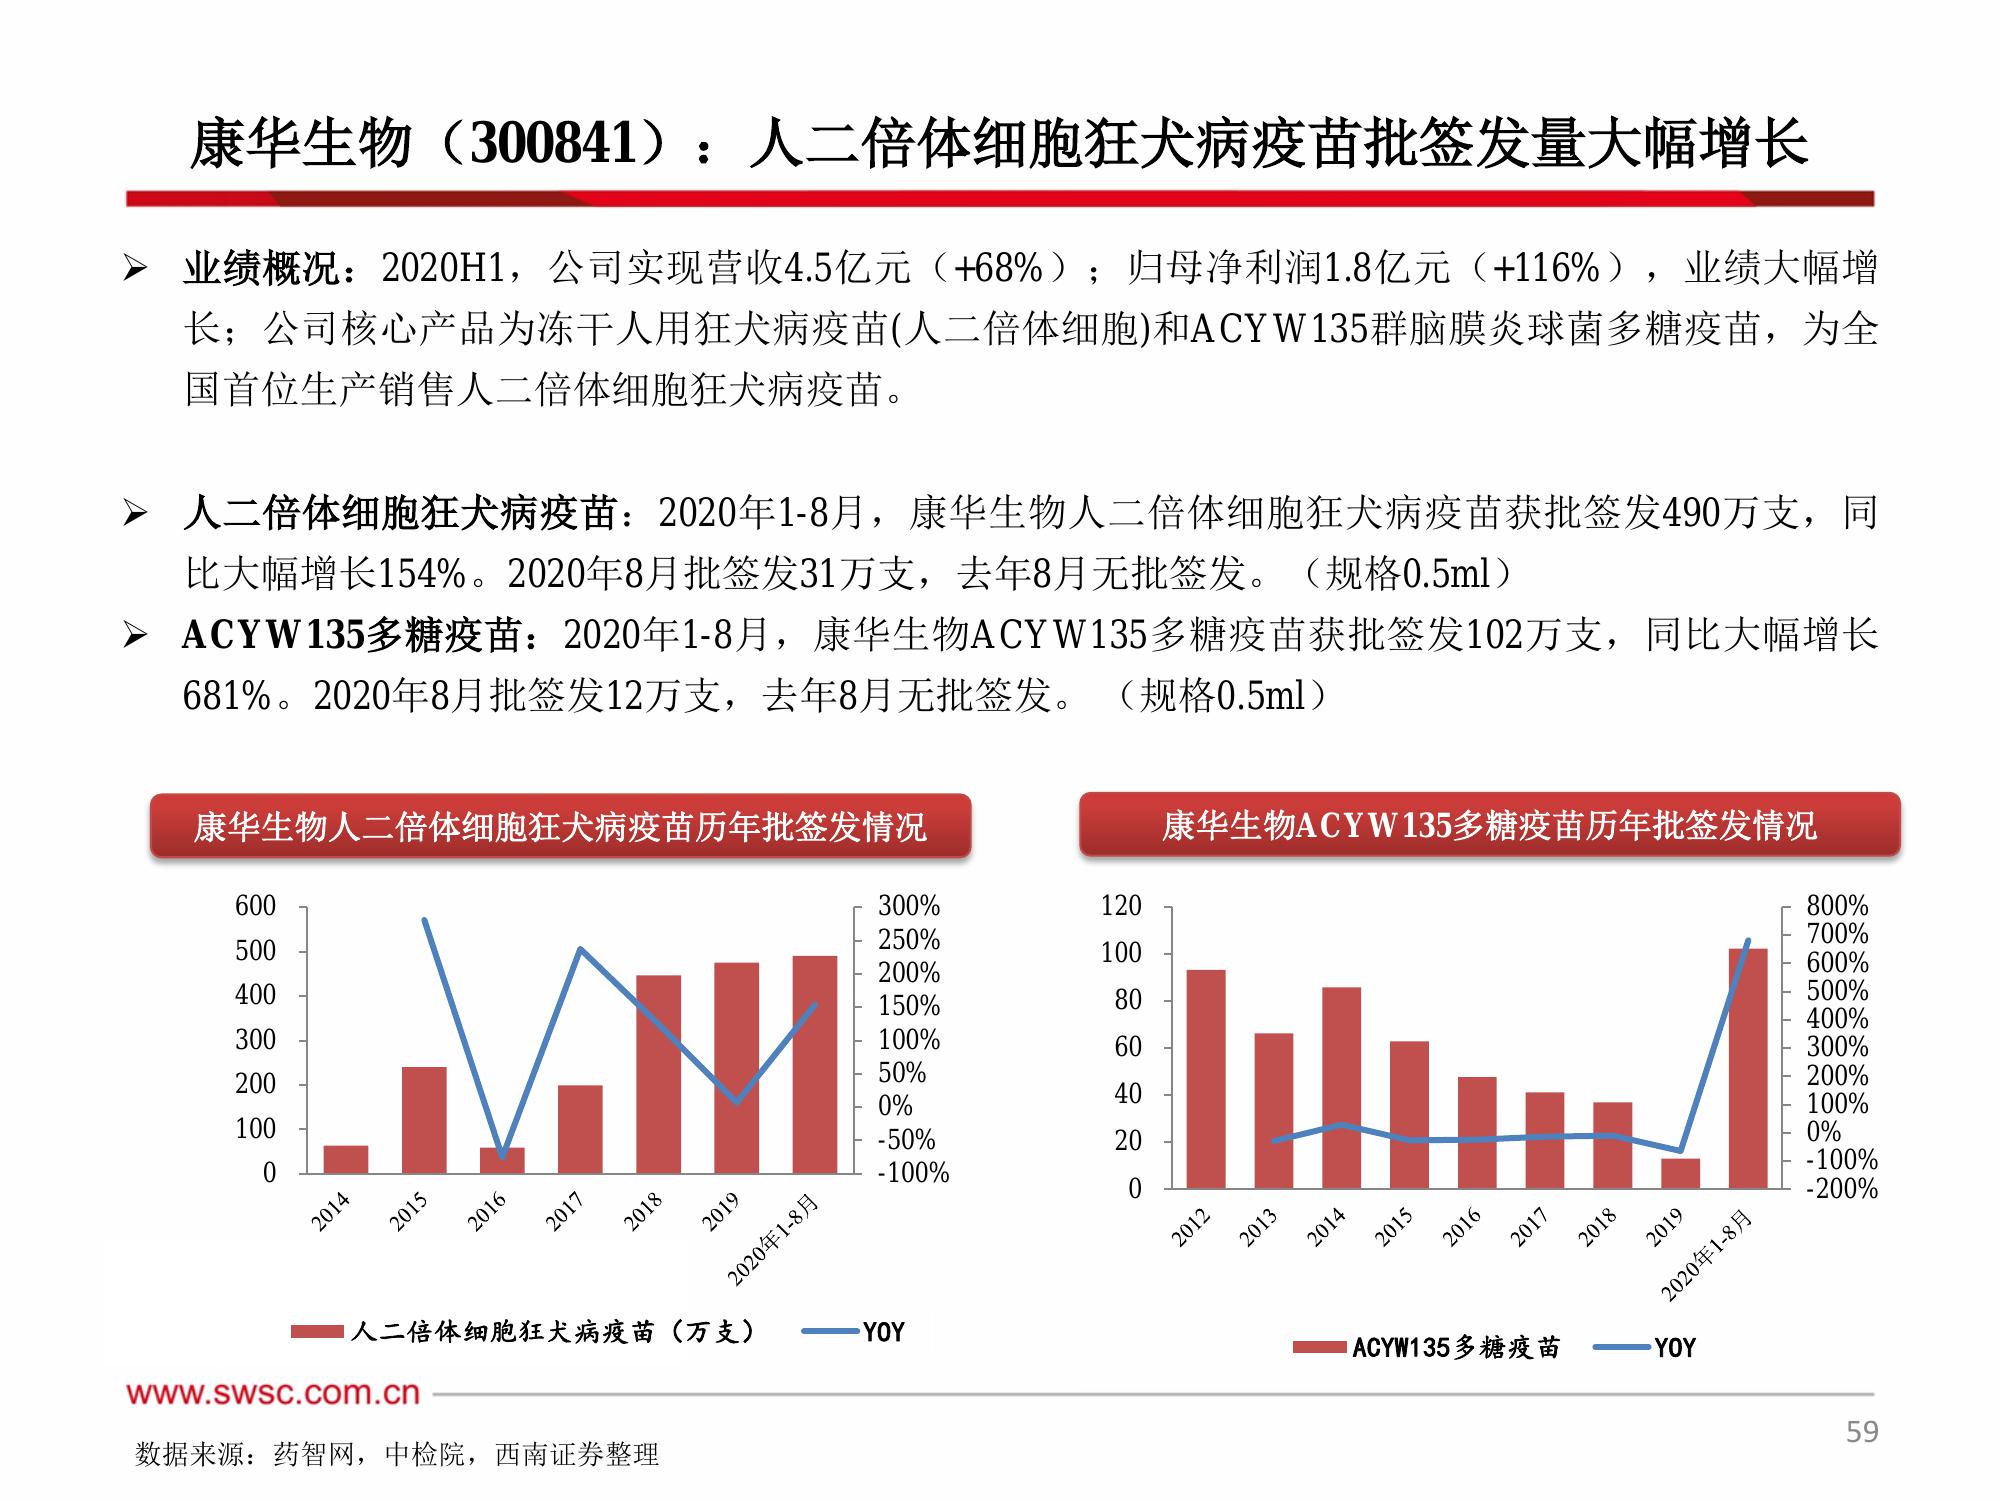 康华生物（300841）：人二倍体细胞狂犬病疫苗批签发量大幅增长
➢ 业绩概况：2020H1，公司实现营收4.5亿元（+68%）；归母净利润1.8亿元（+116%），业绩大幅增
长；公司核心产品为冻干人用狂犬病疫苗(人二倍体细胞)和ACYW135群脑膜炎球菌多糖疫苗，为全
国首位生产销售人二倍体细胞狂犬病疫苗。
➢ 人二倍体细胞狂犬病疫苗：2020年1-8月，康华生物人二倍体细胞狂犬病疫苗获批签发490万支，同
比大幅增长154%。2020年8月批签发31万支，去年8月无批签发。（规格0.5ml）
➢ ACYW135多糖疫苗：2020年1-8月，康华生物ACYW135多糖疫苗获批签发102万支，同比大幅增长
681%。2020年8月批签发12万支，去年8月无批签发。 （规格0.5ml）
康华生物人二倍体细胞狂犬病疫苗历年批签发情况
600
500
400
300
200
100
0
300%
250%
200%
150%
100%
50%
0%
-50%
-100%
2014
2015
2016
2017
2018
2019
2020年1-8月
人二倍体细胞狂犬病疫苗（万支）
YOY
康华生物ACYW135多糖疫苗历年批签发情况
120
100
80
60
40
20
0
800%
700%
600%
500%
400%
300%
200%
100%
0%
-100%
-200%
2012
2013
2014
2015
2016
2017
2018
2019
2020年1-8月
ACYW135多糖疫苗
YOY
www.swsc.com.cn
59
数据来源：药智网，中检院，西南证券整理